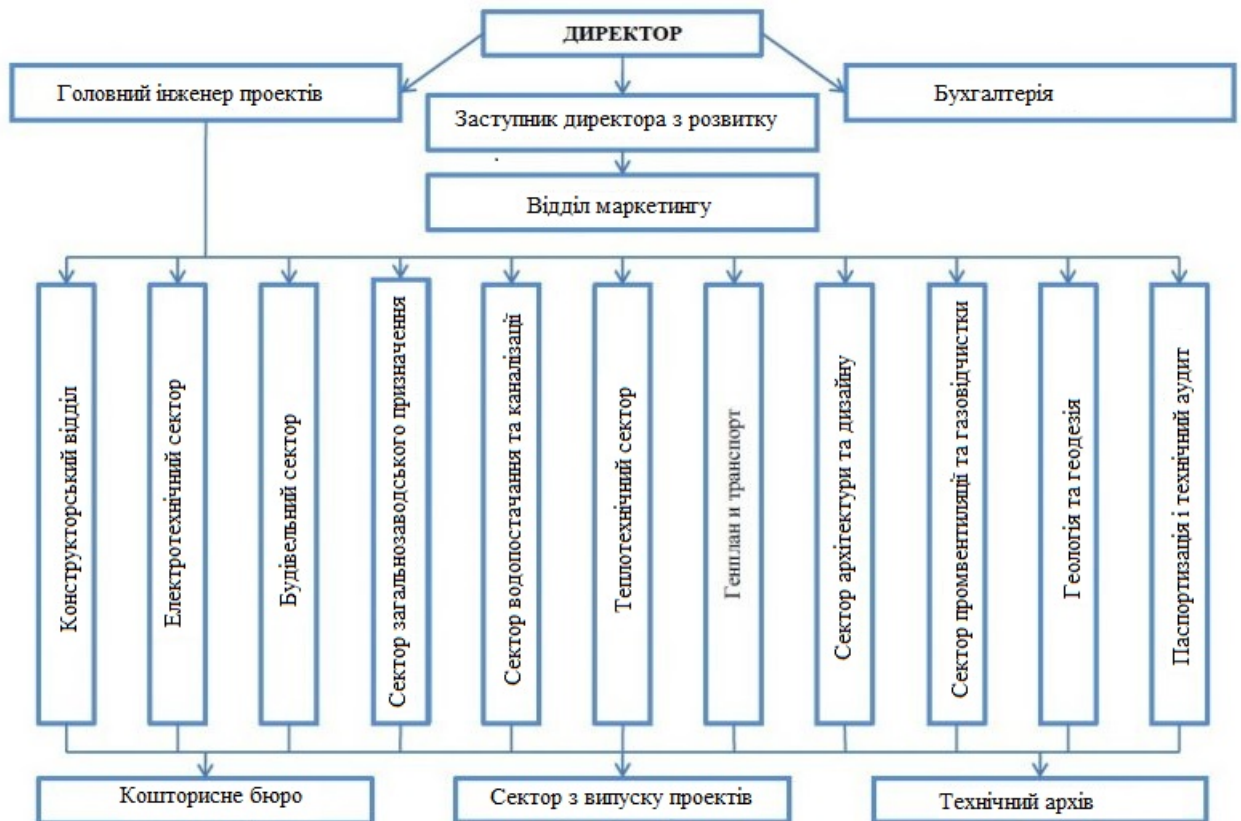 ДИРЕКТОР
Головний інженер проектів
Бухгалтерія
Заступник директора з розвитку
Відділ маркетингу
Конструкторський відділ
Електротехнічний сектор
Будівельний сектор
Сектор загальнозаводського призначення
Сектор водопостачання та каналізації
Теплотехнічний сектор
Генплан и транспорт
Сектор архітектури та дизайну
Сектор промвентиляції та газовідчистки
Геологія та геодезія
Паспортизація і технічний аудит
Кошторисне бюро
Сектор з випуску проектів
Технічний архів